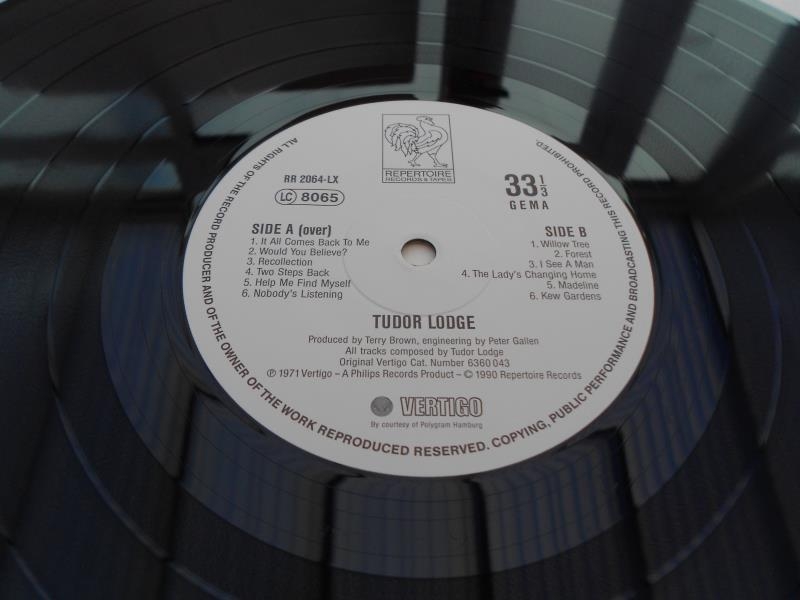 REPERTOIRE
RECORDS & TAPES
RR 2064-LX
LC 8065
33 1/3
GEMA
SIDE A (over)
1. It All Comes Back To Me
2. Would You Believe?
3. Recollection
4. Two Steps Back
5. Help Me Find Myself
6. Nobody's Listening
SIDE B
1. Willow Tree
2. Forest
3. I See A Man
4. The Lady's Changing Home
5. Madeline
6. Kew Gardens
TUDOR LODGE
Produced by Terry Brown, engineering by Peter Gallen
All tracks composed by Tudor Lodge
Original Vertigo Cat. Number 6360 043
℗ 1971 Vertigo – A Philips Records Product – © 1990 Repertoire Records
VERTIGO
By courtesy of Polygram Hamburg
ALL RIGHTS OF THE RECORD PRODUCER AND OF THE OWNER OF THE WORK REPRODUCED RESERVED. COPYING, PUBLIC PERFORMANCE AND BROADCASTING THIS RECORD PROHIBITED.